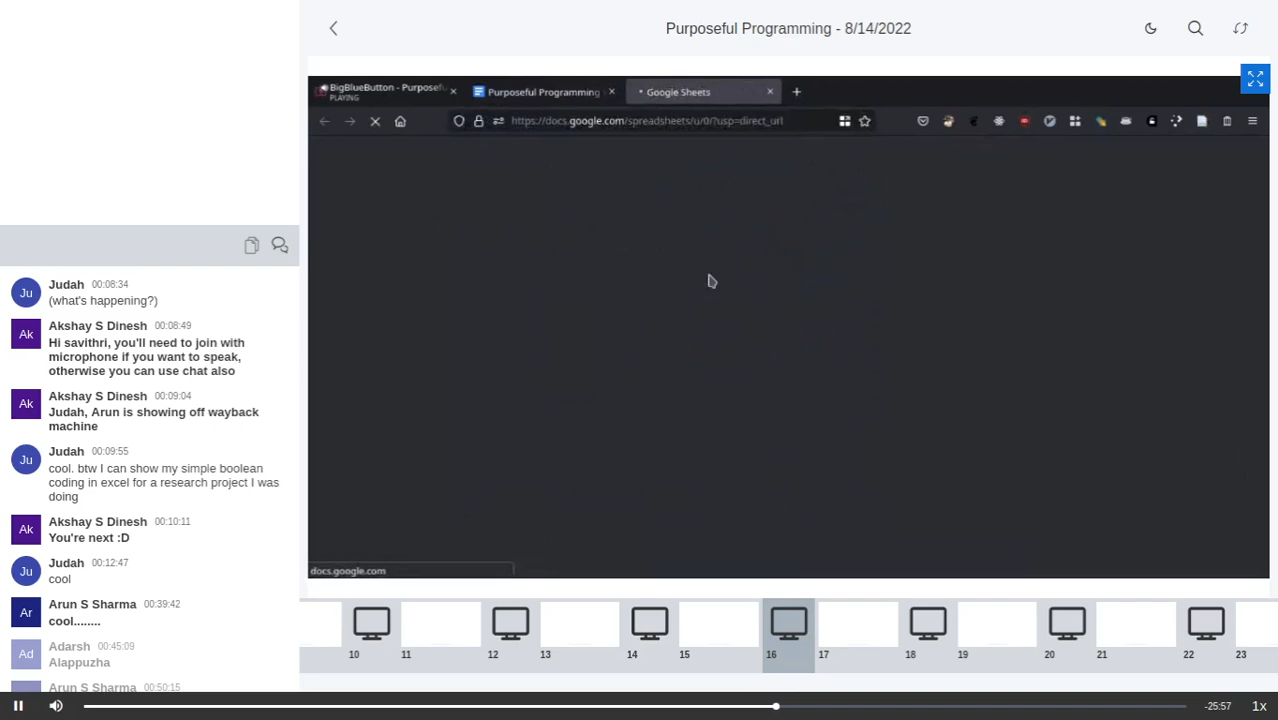 Purposeful Programming - 8/14/2022
BigBlueButton - Purposefu
PLAYING
Purposeful Programming
Google Sheets
https://docs.google.com/spreadsheets/u/0/?usp=direct_url
docs.google.com
Ju
Judah 00:08:34
(what's happening?)
Ak
Akshay S Dinesh 00:08:49
Hi savithri, you'll need to join with
microphone if you want to speak,
otherwise you can use chat also
Ak
Akshay S Dinesh 00:09:04
Judah, Arun is showing off wayback
machine
Ju
Judah 00:09:55
cool. btw I can show my simple boolean
coding in excel for a research project I was
doing
Ak
Akshay S Dinesh 00:10:11
You're next :D
Ju
Judah 00:12:47
cool
Ar
Arun S Sharma 00:39:42
cool........
Ad
Adarsh 00:45:09
Alappuzha
Arun S Sharma 00:50:15
10 11 12 13 14 15 16 17 18 19 20 21 22 23
-25:57 1x